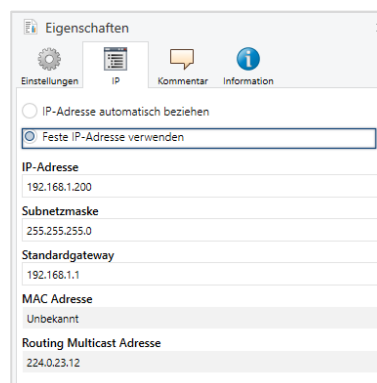 Eigenschaften
Einstellungen IP Kommentar Information
IP-Adresse automatisch beziehen
Feste IP-Adresse verwenden
IP-Adresse
192.168.1.200
Subnetzmaske
255.255.255.0
Standardgateway
192.168.1.1
MAC Adresse
Unbekannt
Routing Multicast Adresse
224.0.23.12